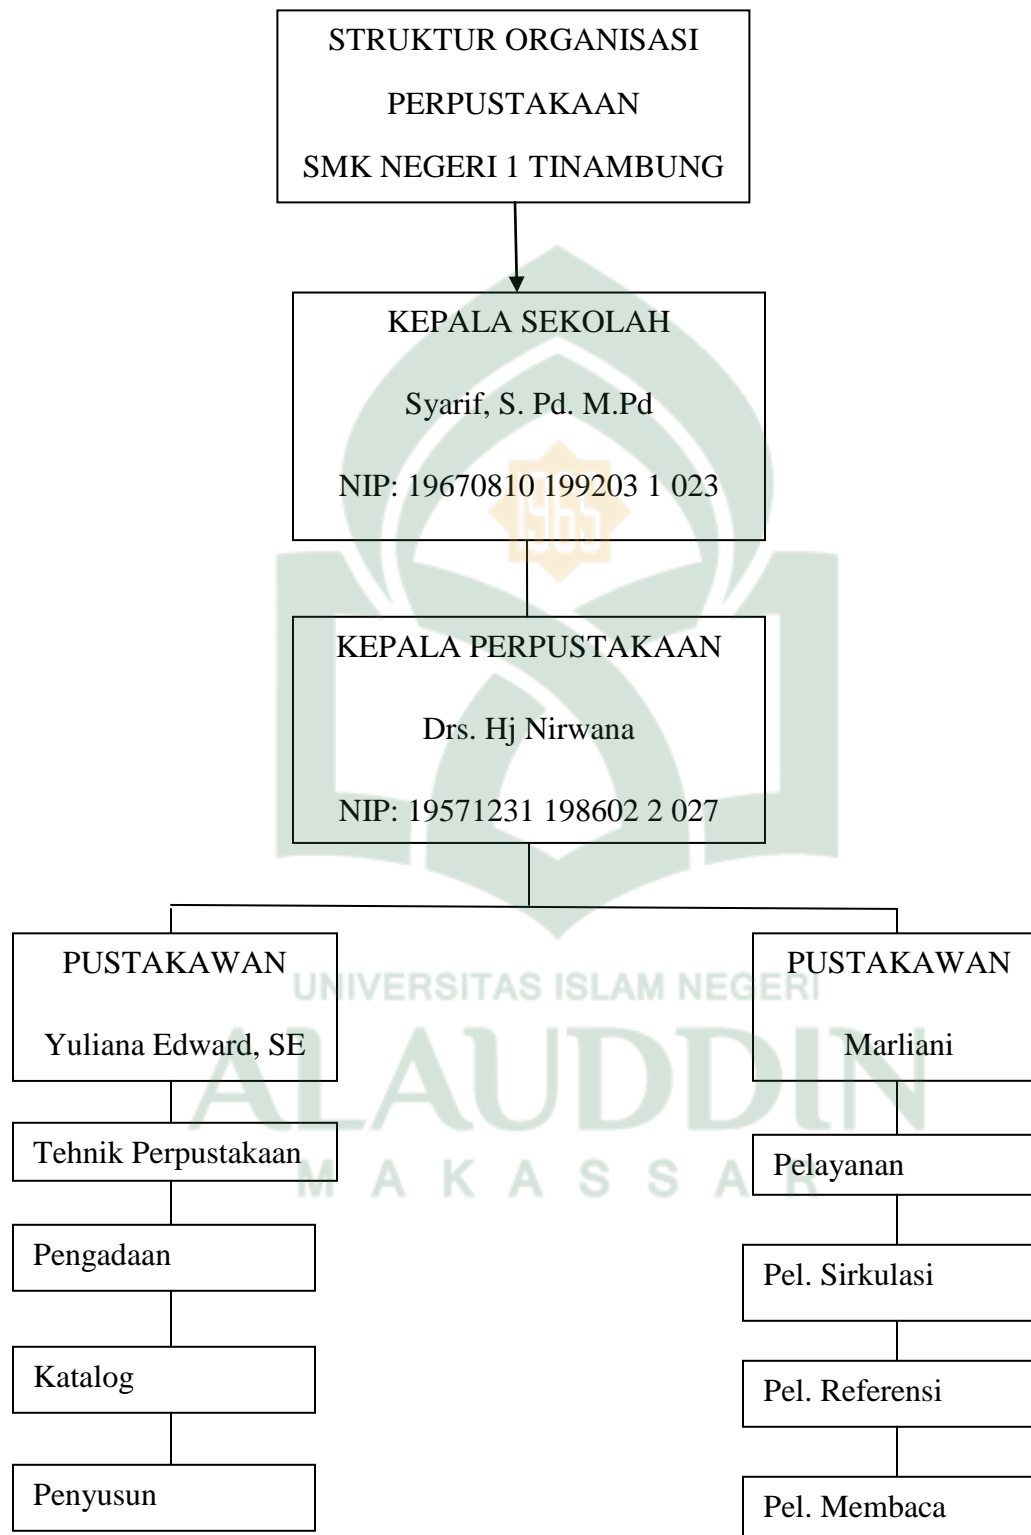 STRUKTUR ORGANISASI
PERPUSTAKAAN
SMK NEGERI 1 TINAMBUNG
KEPALA SEKOLAH
Syarif, S. Pd. M.Pd
NIP: 19670810 199203 1 023
1965
KEPALA PERPUSTAKAAN
Drs. Hj Nirwana
NIP: 19571231 198602 2 027
PUSTAKAWAN
Yuliana Edward, SE
PUSTAKAWAN
Marliani
UNIVERSITAS ISLAM NEGERI
ALAUDDIN
MAKASSAR
Tehnik Perpustakaan
Pengadaan
Katalog
Penyusun
Pelayanan
Pel. Sirkulasi
Pel. Referensi
Pel. Membaca